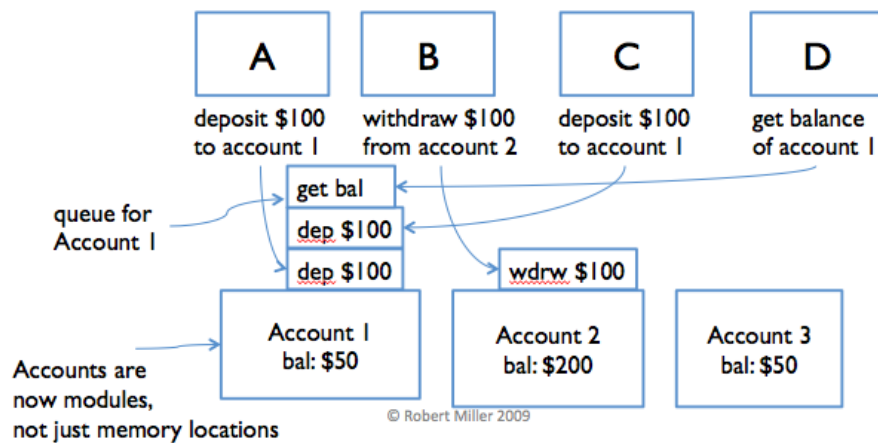 A
B
C
D
deposit $100
to account 1
withdraw $100
from account 2
deposit $100
to account 1
get balance
of account 1
queue for
Account 1
get bal
dep $100
dep $100
wdrw $100
Account 1
bal: $50
Account 2
bal: $200
Account 3
bal: $50
Accounts are
now modules,
not just memory locations
© Robert Miller 2009